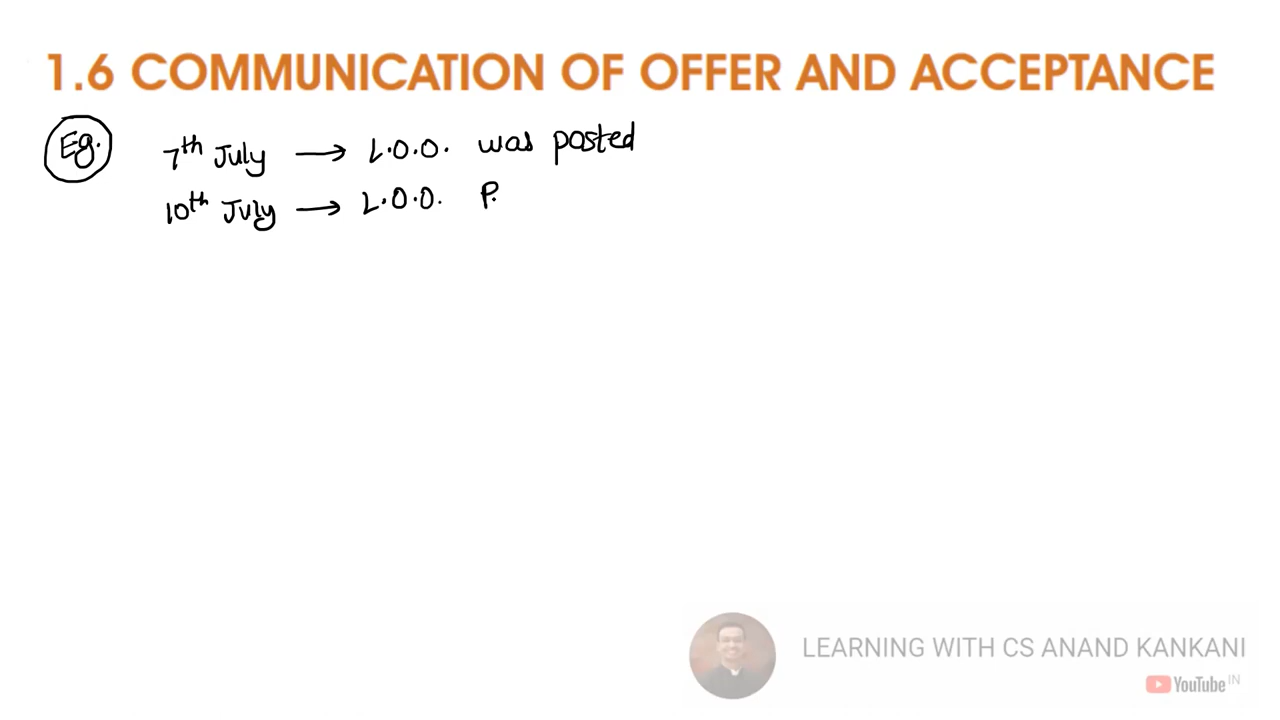 1.6 COMMUNICATION OF OFFER AND ACCEPTANCE
Eg. 7th July → L.O.O. was posted
10th July → L.O.O. P.
LEARNING WITH CS ANAND KANKANI
YouTube IN